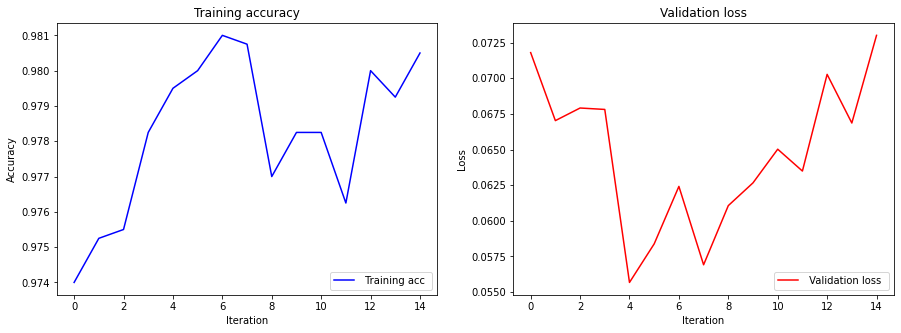 Training accuracy
Accuracy
0.981
0.980
0.979
0.978
0.977
0.976
0.975
0.974
0 2 4 6 8 10 12 14
Iteration
Training acc
Validation loss
Loss
0.0725
0.0700
0.0675
0.0650
0.0625
0.0600
0.0575
0.0550
0 2 4 6 8 10 12 14
Iteration
Validation loss